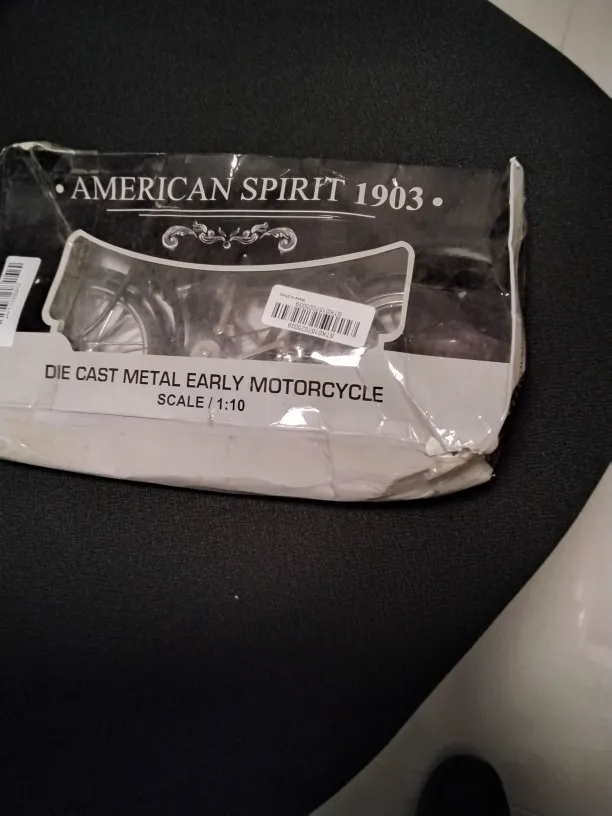 • AMERICAN SPIRIT 1903 •
DIE CAST METAL EARLY MOTORCYCLE
SCALE / 1:10